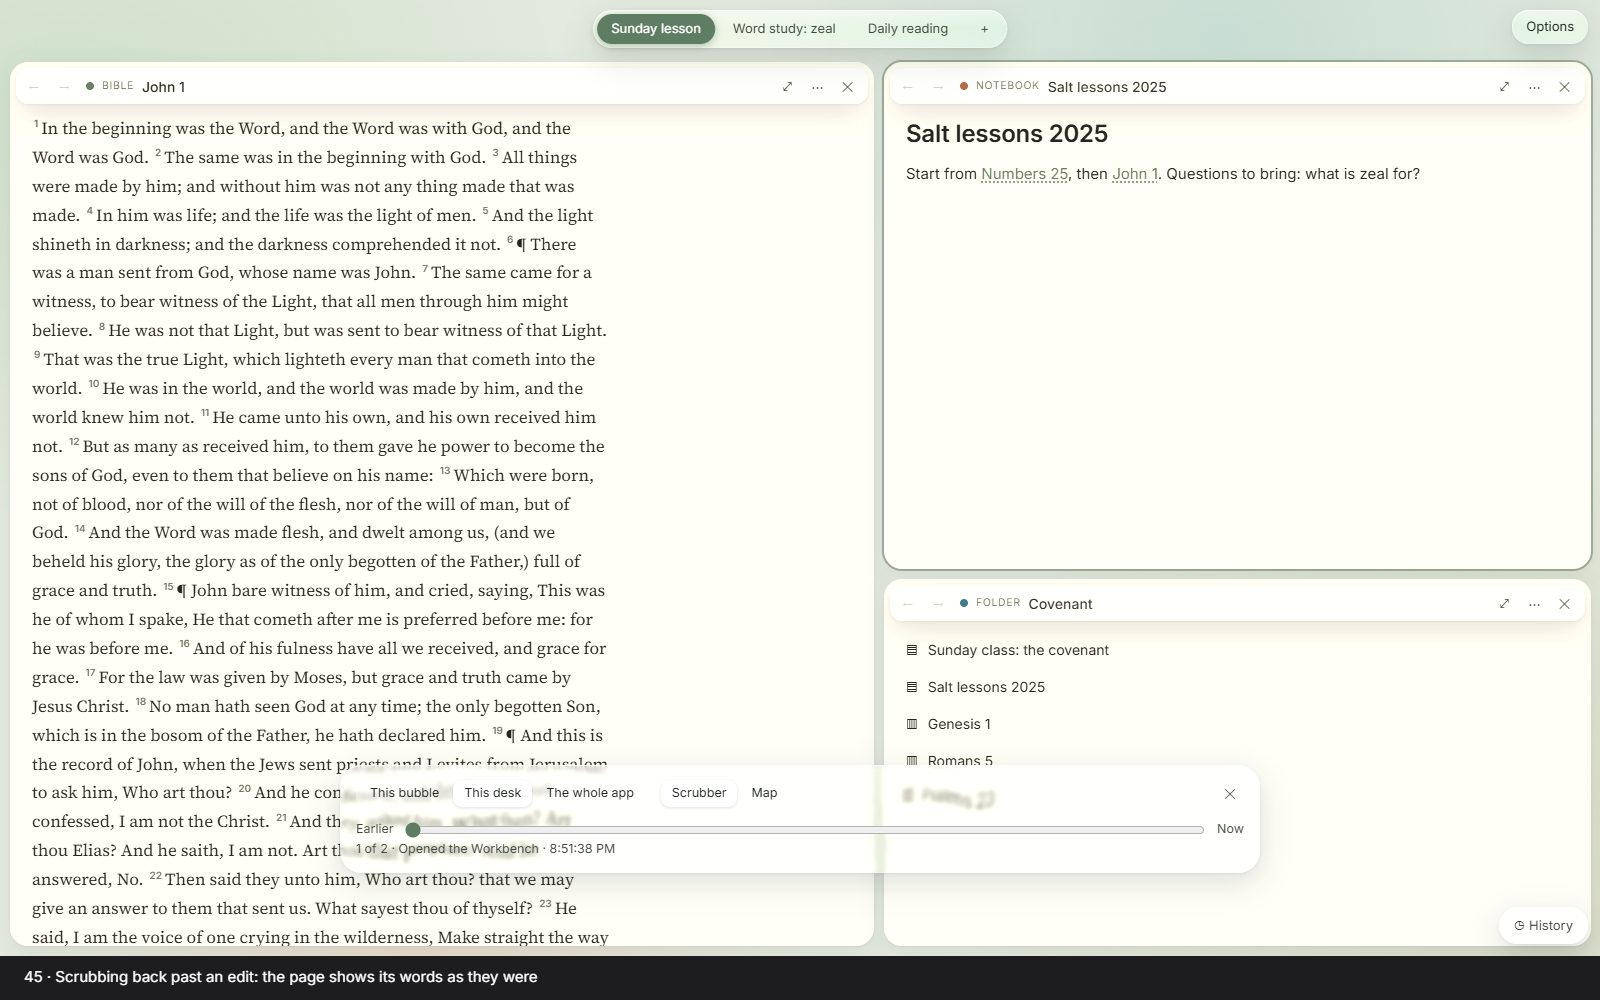 Sunday lesson Word study: zeal Daily reading +
Options
BIBLE John 1
1 In the beginning was the Word, and the Word was with God, and the
Word was God. 2 The same was in the beginning with God. 3 All things
were made by him; and without him was not any thing made that was
made. 4 In him was life; and the life was the light of men. 5 And the light
shineth in darkness; and the darkness comprehended it not. 6 ¶ There
was a man sent from God, whose name was John. 7 The same came for a
witness, to bear witness of the Light, that all men through him might
believe. 8 He was not that Light, but was sent to bear witness of that Light.
9 That was the true Light, which lighteth every man that cometh into the
world. 10 He was in the world, and the world was made by him, and the
world knew him not. 11 He came unto his own, and his own received him
not. 12 But as many as received him, to them gave he power to become the
sons of God, even to them that believe on his name: 13 Which were born,
not of blood, nor of the will of the flesh, nor of the will of man, but of
God. 14 And the Word was made flesh, and dwelt among us, (and we
beheld his glory, the glory as of the only begotten of the Father,) full of
grace and truth. 15 ¶ John bare witness of him, and cried, saying, This was
he of whom I spake, He that cometh after me is preferred before me: for
he was before me. 16 And of his fulness have all we received, and grace for
grace. 17 For the law was given by Moses, but grace and truth came by
Jesus Christ. 18 No man hath seen God at any time; the only begotten Son,
which is in the bosom of the Father, he hath declared him. 19 ¶ And this is
the record of John, when the Jews sent priests and Levites from Jerusalem
to ask him, Who art thou? 20 And he con
confessed, I am not the Christ. 21 And they
thou Elias? And he saith, I am not. Art
answered, No. 22 Then said they unto him, Who art thou? that we may
give an answer to them that sent us. What sayest thou of thyself? 23 He
said, I am the voice of one crying in the wilderness, Make straight the way
NOTEBOOK Salt lessons 2025
Salt lessons 2025
Start from Numbers 25, then John 1. Questions to bring: what is zeal for?
FOLDER Covenant
Sunday class: the covenant
Salt lessons 2025
Genesis 1
Romans 5
This bubble This desk The whole app Scrubber Map
Earlier Now
1 of 2 · Opened the Workbench · 8:51:38 PM
History
45 · Scrubbing back past an edit: the page shows its words as they were